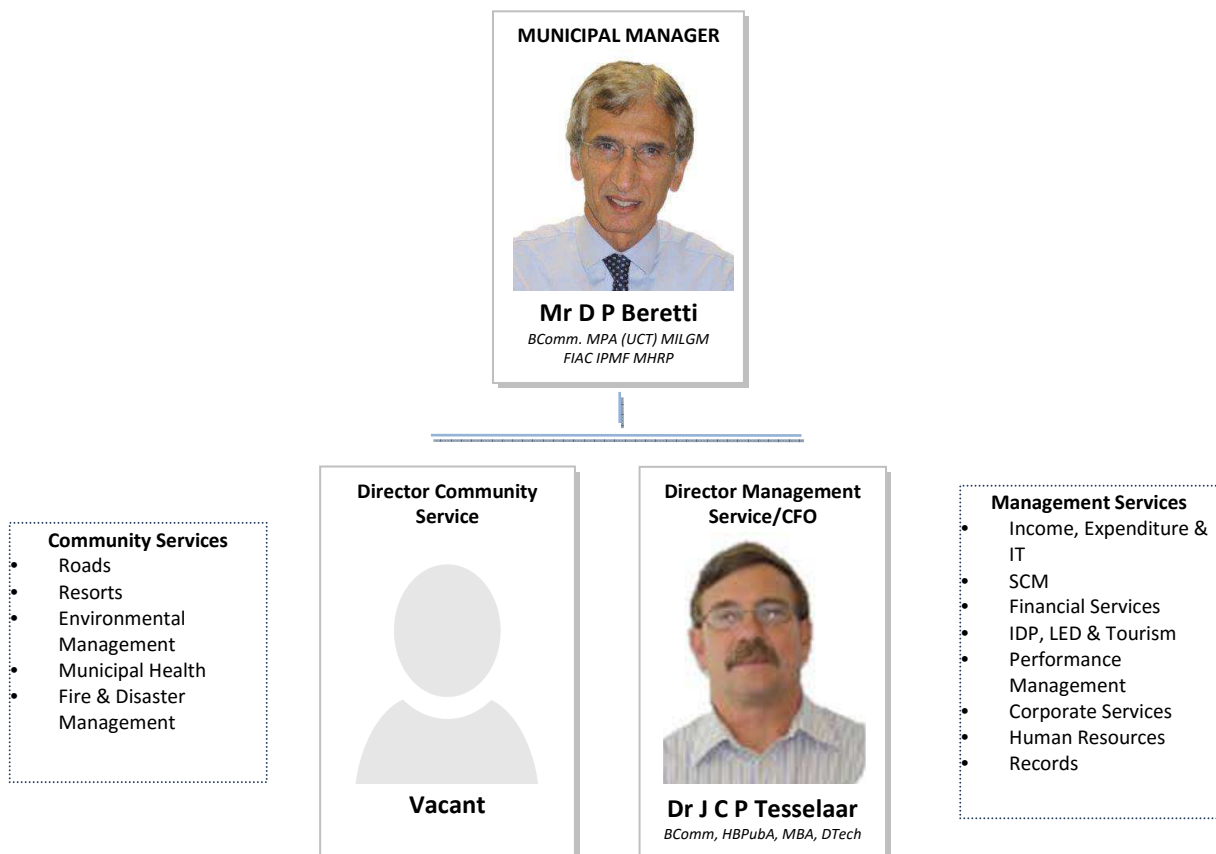 MUNICIPAL MANAGER
Mr D P Beretti
BComm. MPA (UCT) MILGM
FIAC IPMF MHRP
Community Services
• Roads
• Resorts
• Environmental
Management
• Municipal Health
• Fire & Disaster
Management
Director Community
Service
Vacant
Director Management
Service/CFO
Dr J C P Tesselaar
BComm, HBPubA, MBA, DTech
Management Services
• Income, Expenditure &
IT
• SCM
• Financial Services
• IDP, LED & Tourism
• Performance
Management
• Corporate Services
• Human Resources
• Records